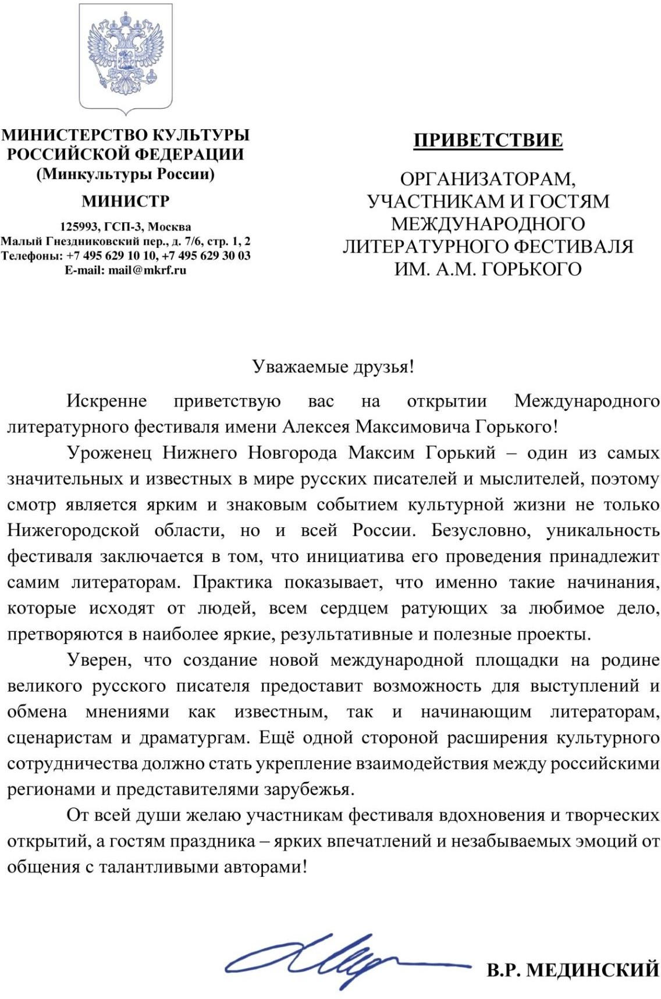 МИНИСТЕРСТВО КУЛЬТУРЫ
РОССИЙСКОЙ ФЕДЕРАЦИИ
(Минкультуры России)
МИНИСТР
125993, ГСП-3, Москва
Малый Гнездниковский пер., д. 7/6, стр. 1, 2
Телефоны: +7 495 629 10 10, +7 495 629 30 03
E-mail: mail@mkrf.ru
ПРИВЕТСТВИЕ
ОРГАНИЗАТОРАМ,
УЧАСТНИКАМ И ГОСТЯМ
МЕЖДУНАРОДНОГО
ЛИТЕРАТУРНОГО ФЕСТИВАЛЯ
ИМ. А.М. ГОРЬКОГО
Уважаемые друзья!
Искренне приветствую вас на открытии Международного
литературного фестиваля имени Алексея Максимовича Горького!
Уроженец Нижнего Новгорода Максим Горький – один из самых
значительных и известных в мире русских писателей и мыслителей, поэтому
смотр является ярким и знаковым событием культурной жизни не только
Нижегородской области, но и всей России. Безусловно, уникальность
фестиваля заключается в том, что инициатива его проведения принадлежит
самим литераторам. Практика показывает, что именно такие начинания,
которые исходят от людей, всем сердцем ратующих за любимое дело,
претворяются в наиболее яркие, результативные и полезные проекты.
Уверен, что создание новой международной площадки на родине
великого русского писателя предоставит возможность для выступлений и
обмена мнениями как известным, так и начинающим литераторам,
сценаристам и драматургам. Ещё одной стороной расширения культурного
сотрудничества должно стать укрепление взаимодействия между российскими
регионами и представителями зарубежья.
От всей души желаю участникам фестиваля вдохновения и творческих
открытий, а гостям праздника – ярких впечатлений и незабываемых эмоций от
общения с талантливыми авторами!
В.Р. МЕДИНСКИЙ